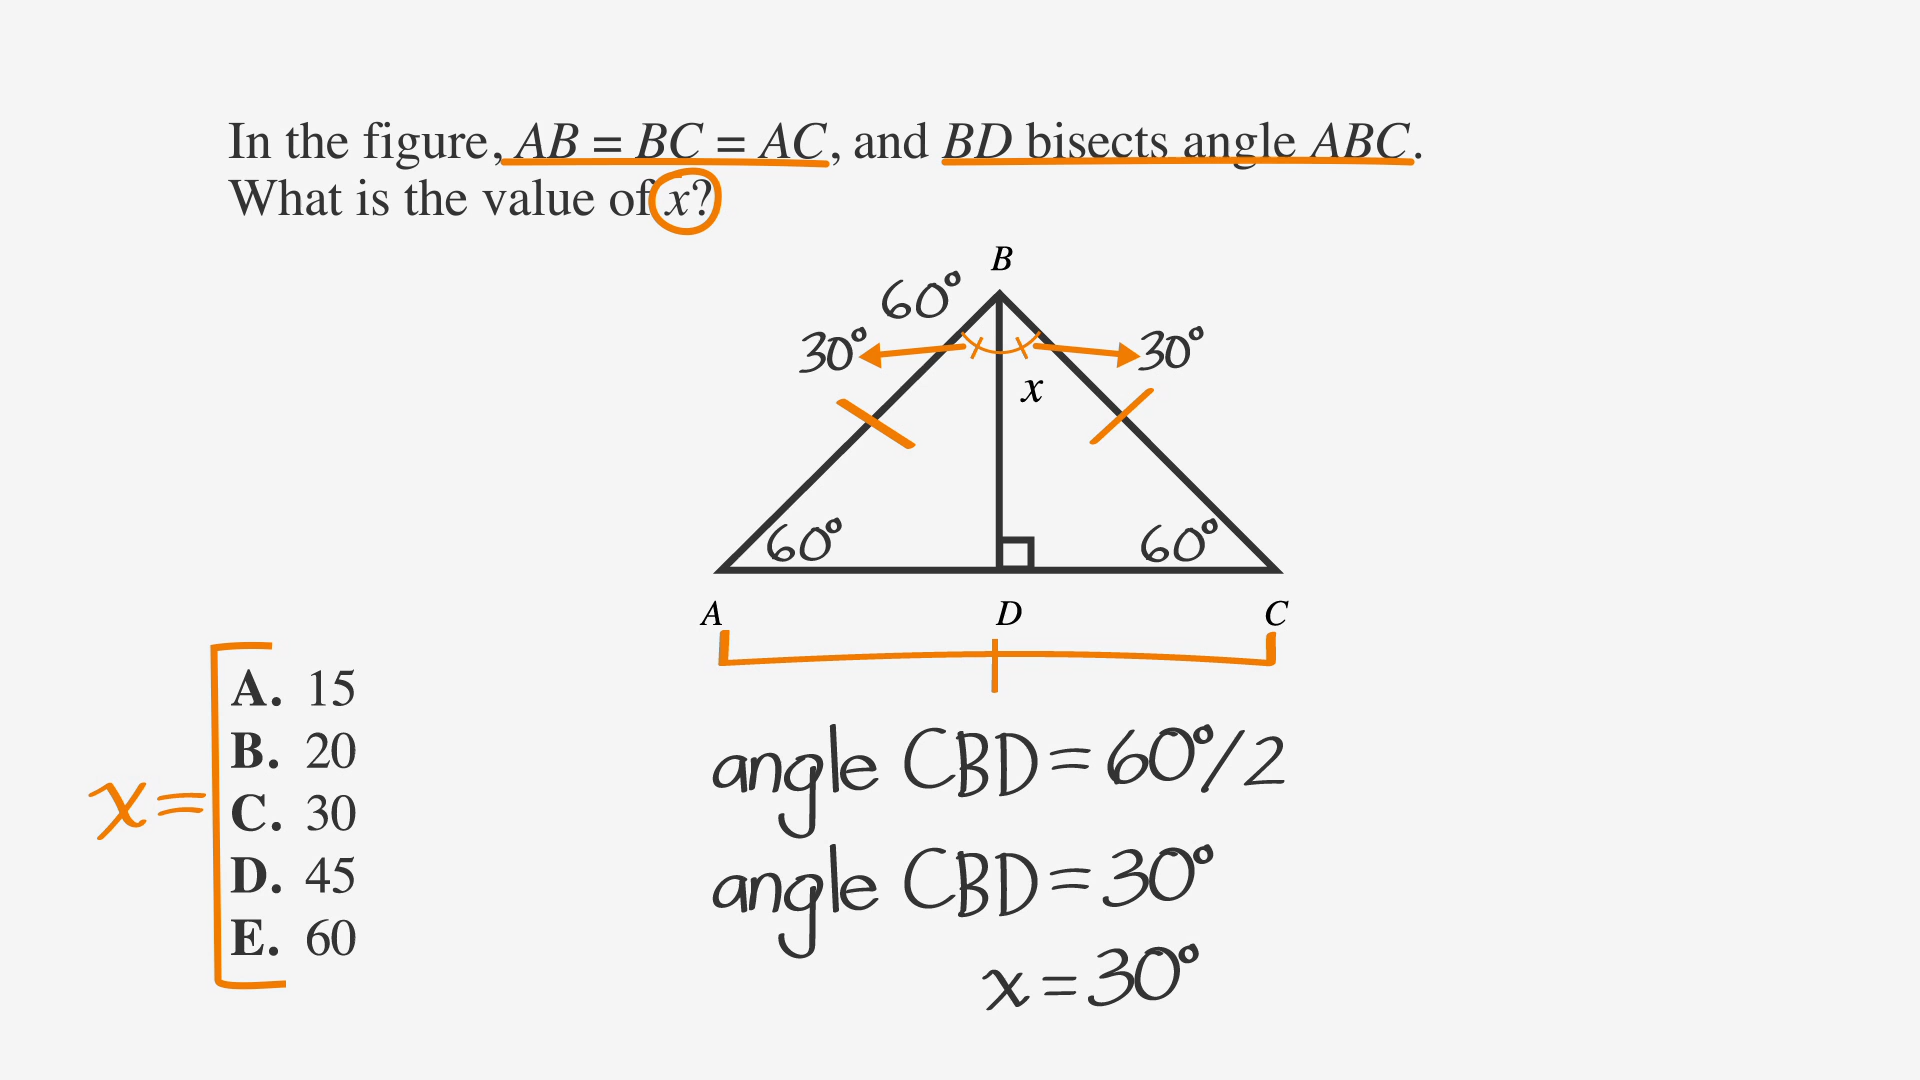 In the figure, AB = BC = AC, and BD bisects angle ABC.
What is the value of x?
B
60°
30°
30°
x
60°
60°
A
D
C
A. 15
B. 20
C. 30
D. 45
E. 60
x=
angle CBD=60°/2
angle CBD=30°
x=30°